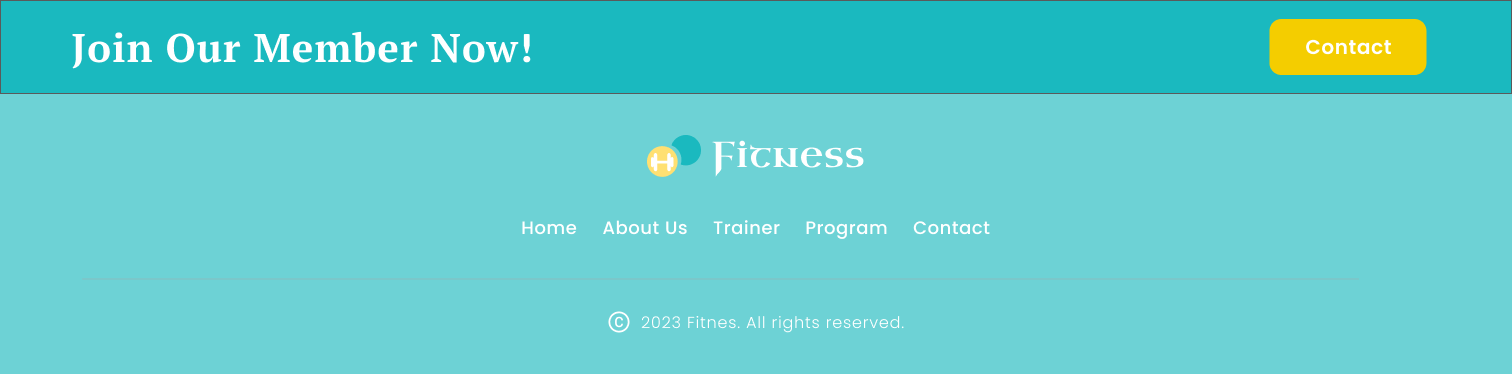 Join Our Member Now!
Contact
Fitness
Home About Us Trainer Program Contact
© 2023 Fitnes. All rights reserved.